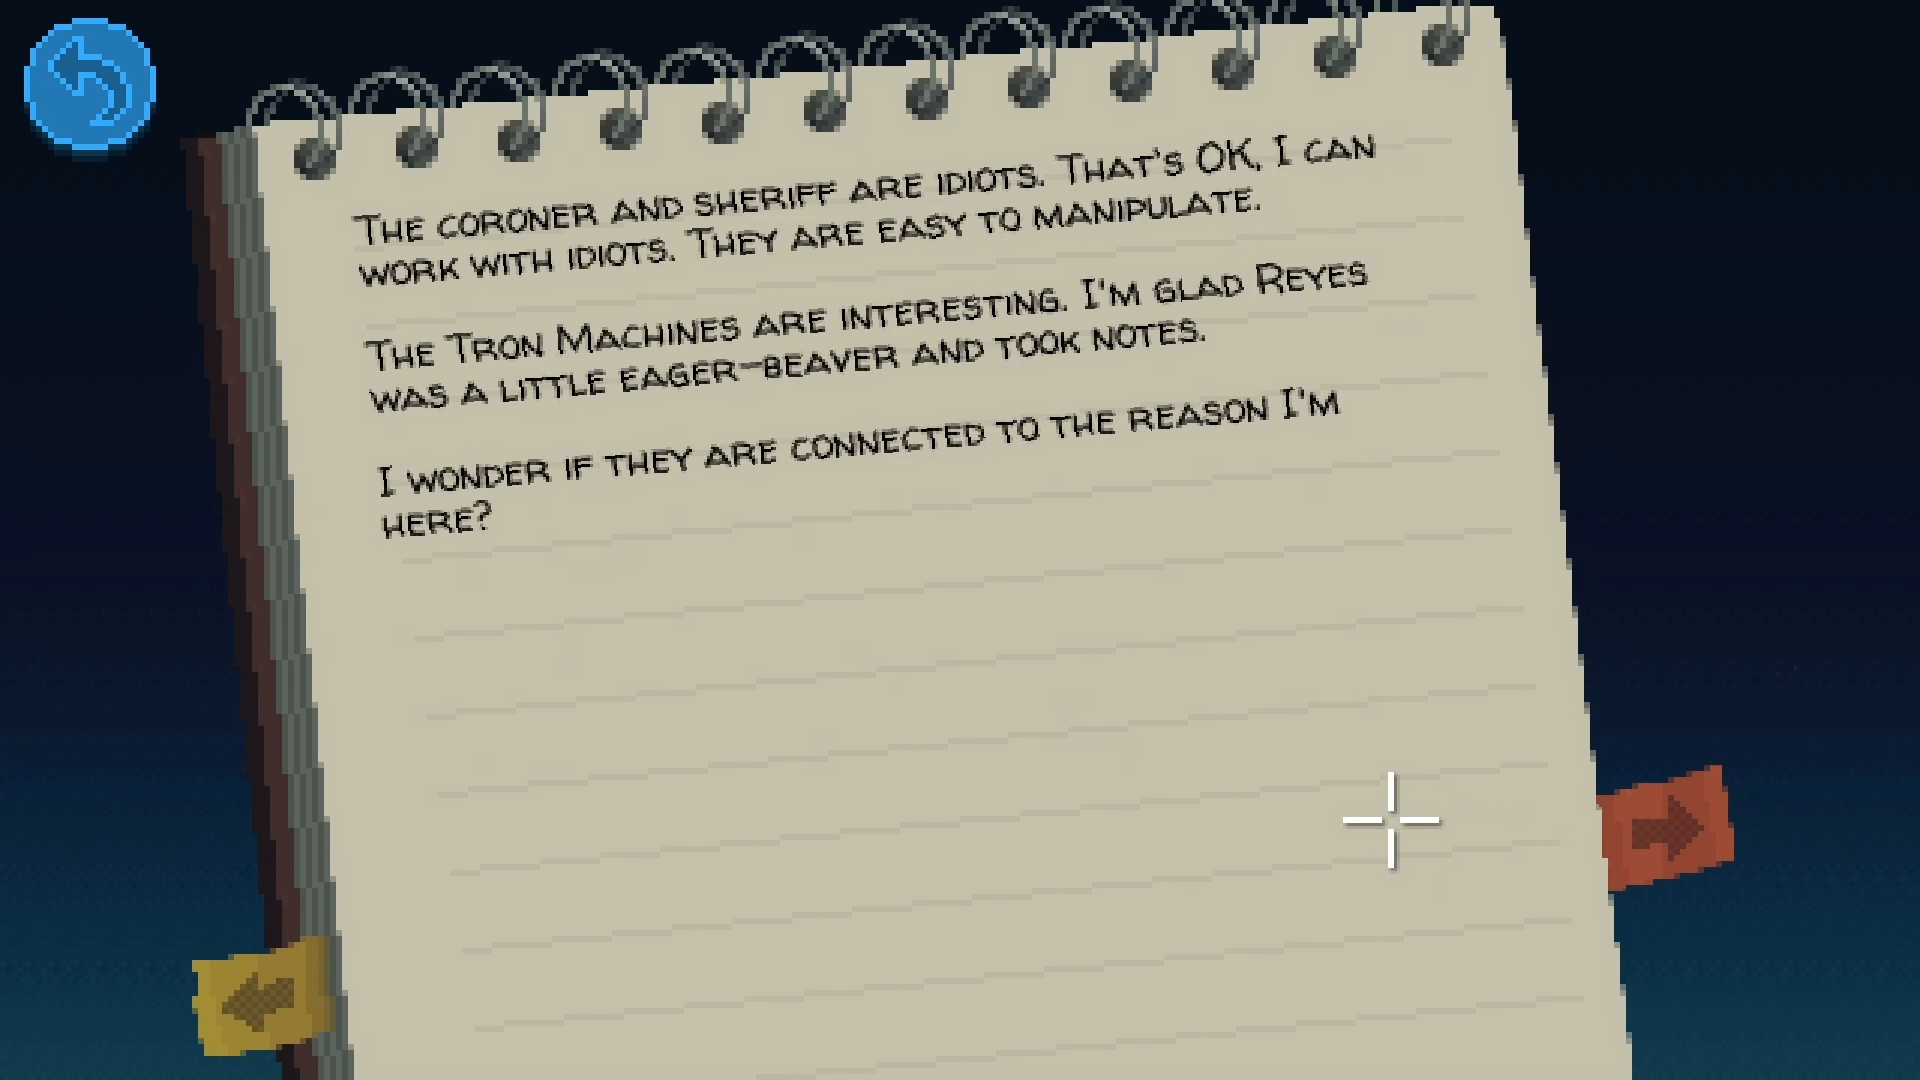 The coroner and sheriff are idiots. That's OK, I can
work with idiots. They are easy to manipulate.
The Tron Machines are interesting. I'm glad Reyes
was a little eager-beaver and took notes.
I wonder if they are connected to the reason I'm
here?